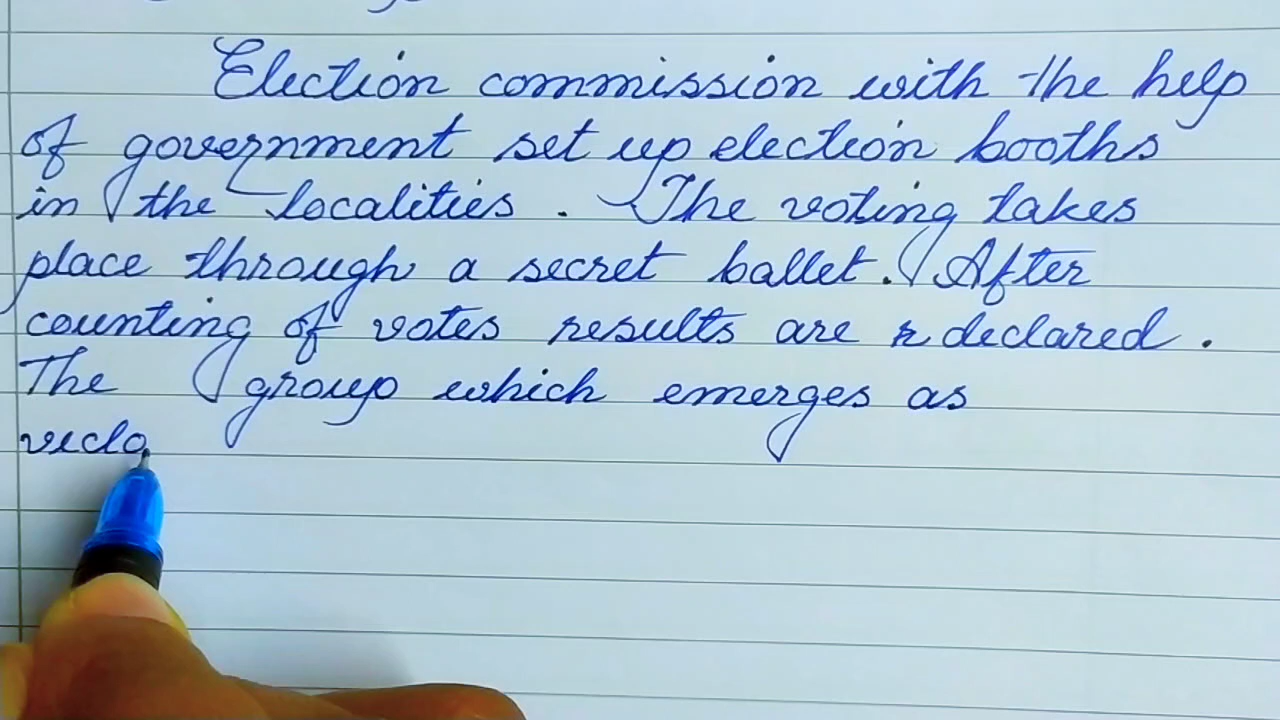 Election commission with the help
of government set up election booths
in the localities . The voting takes
place through a secret ballet. After
counting of votes results are r declared .
The group which emerges as
victo